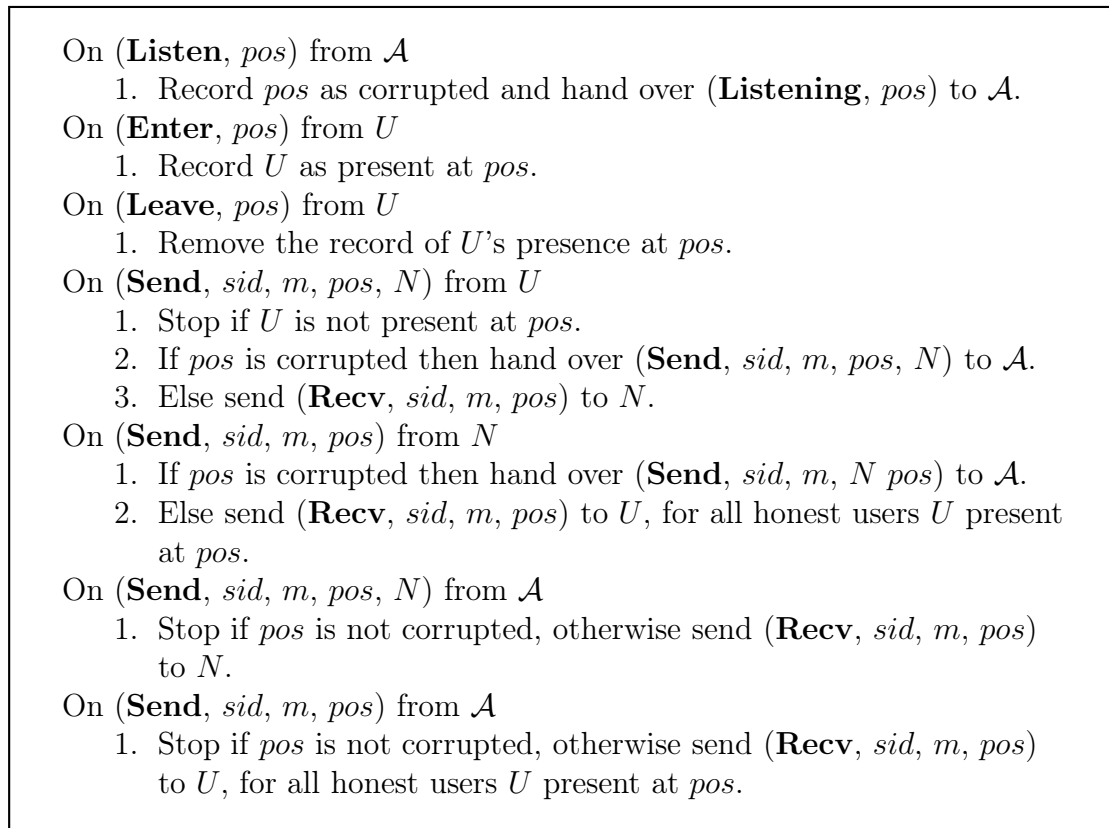 On (Listen, pos) from 𝒜
1. Record pos as corrupted and hand over (Listening, pos) to 𝒜.
On (Enter, pos) from U
1. Record U as present at pos.
On (Leave, pos) from U
1. Remove the record of U's presence at pos.
On (Send, sid, m, pos, N) from U
1. Stop if U is not present at pos.
2. If pos is corrupted then hand over (Send, sid, m, pos, N) to 𝒜.
3. Else send (Recv, sid, m, pos) to N.
On (Send, sid, m, pos) from N
1. If pos is corrupted then hand over (Send, sid, m, N pos) to 𝒜.
2. Else send (Recv, sid, m, pos) to U, for all honest users U present
at pos.
On (Send, sid, m, pos, N) from 𝒜
1. Stop if pos is not corrupted, otherwise send (Recv, sid, m, pos)
to N.
On (Send, sid, m, pos) from 𝒜
1. Stop if pos is not corrupted, otherwise send (Recv, sid, m, pos)
to U, for all honest users U present at pos.